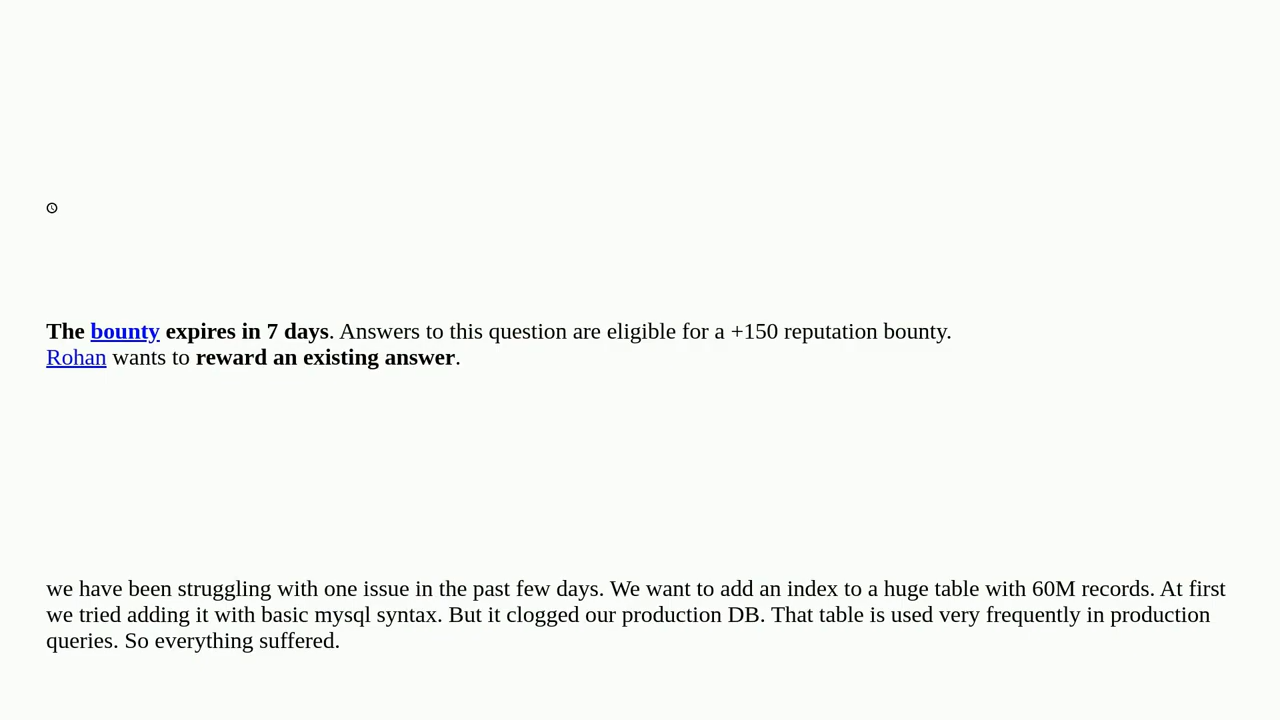 The bounty expires in 7 days. Answers to this question are eligible for a +150 reputation bounty.
Rohan wants to reward an existing answer.
we have been struggling with one issue in the past few days. We want to add an index to a huge table with 60M records. At first
we tried adding it with basic mysql syntax. But it clogged our production DB. That table is used very frequently in production
queries. So everything suffered.